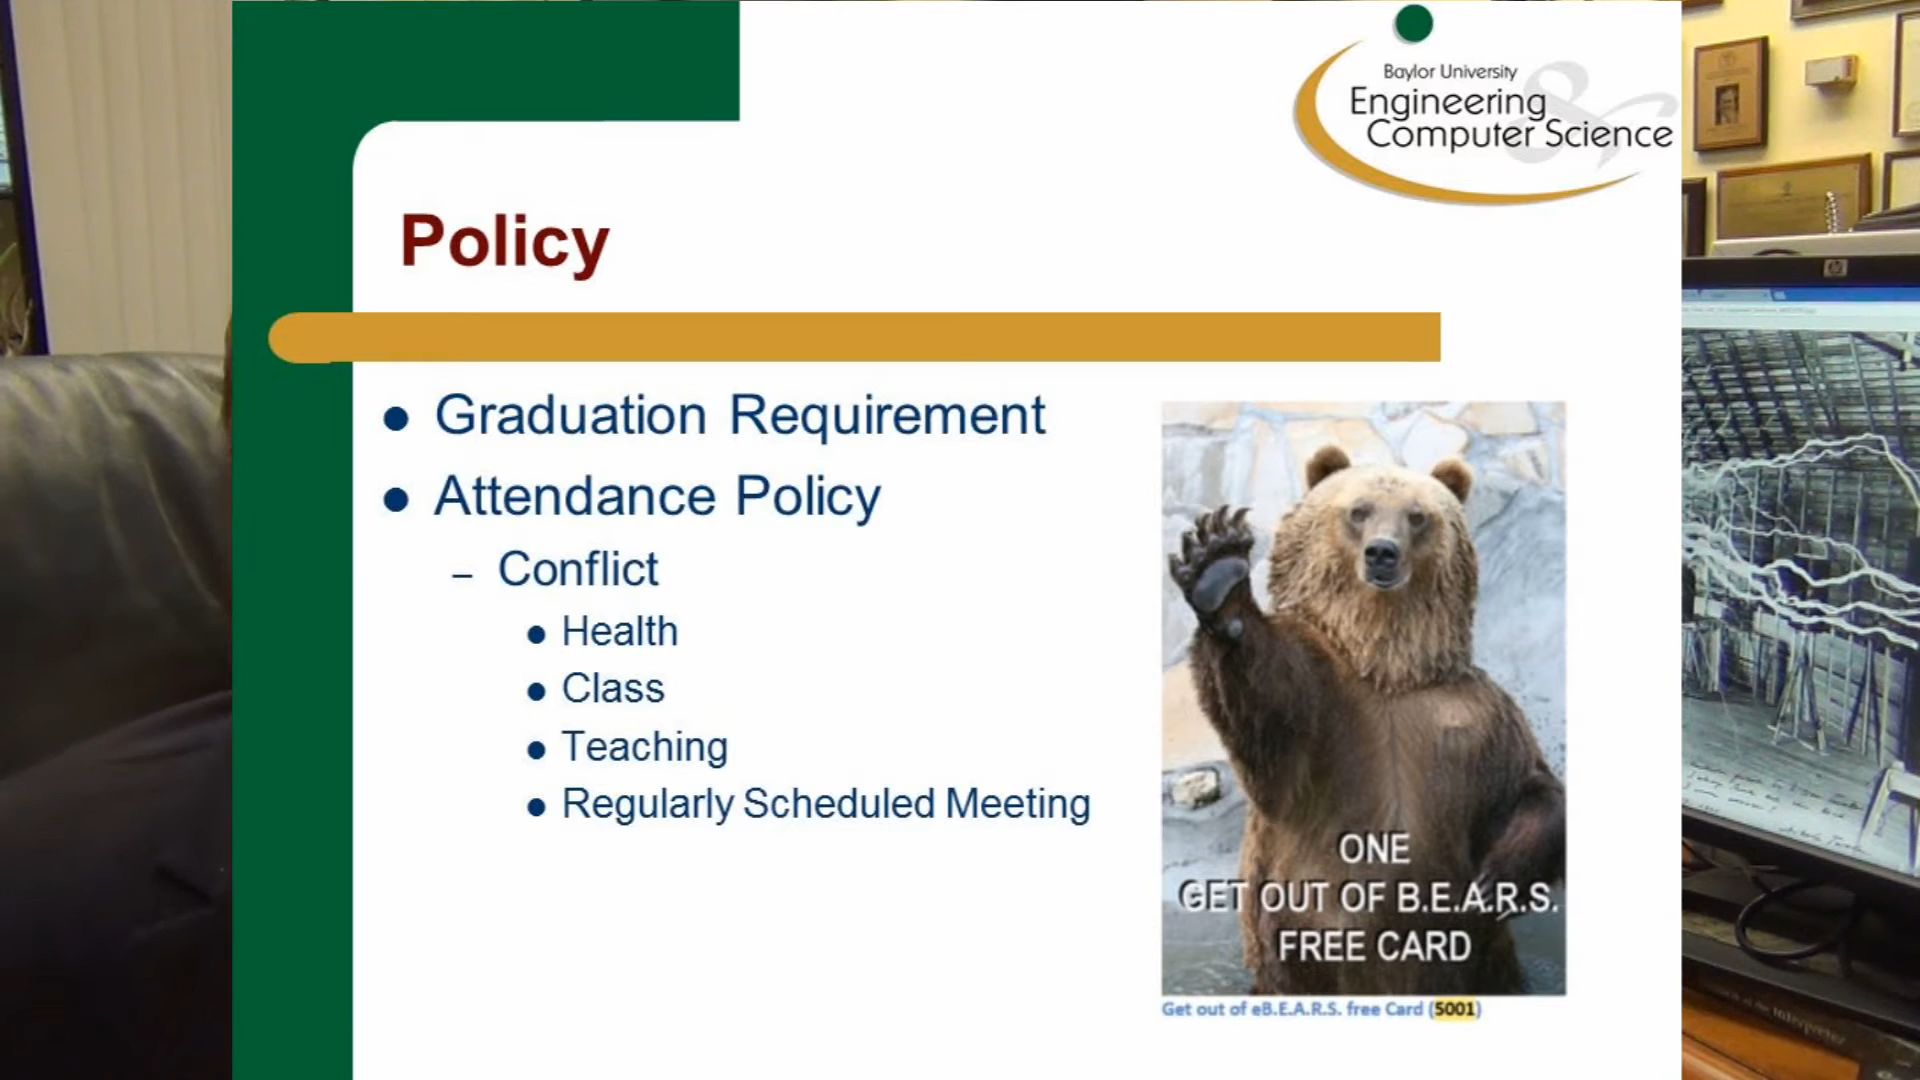 Baylor University
Engineering &
Computer Science
Policy
Graduation Requirement
Attendance Policy
– Conflict
Health
Class
Teaching
Regularly Scheduled Meeting
ONE
GET OUT OF B.E.A.R.S.
FREE CARD
Get out of eB.E.A.R.S. free Card (5001)
hp